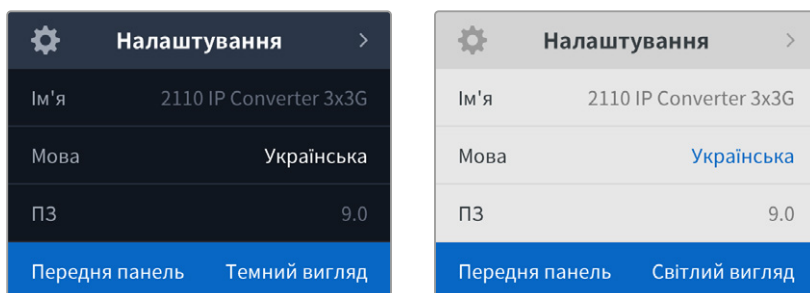 Налаштування
Ім'я 2110 IP Converter 3x3G
Мова Українська
ПЗ 9.0
Передня панель Темний вигляд
Налаштування
Ім'я 2110 IP Converter 3x3G
Мова Українська
ПЗ 9.0
Передня панель Світлий вигляд